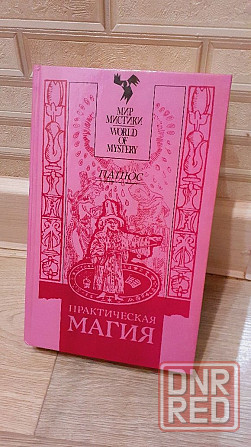 МИР
МИСТИКИ
WORLD
OF
MYSTERY
ПАПЮС
ПРАКТИЧЕСКАЯ
МАГИЯ
DNR
RED